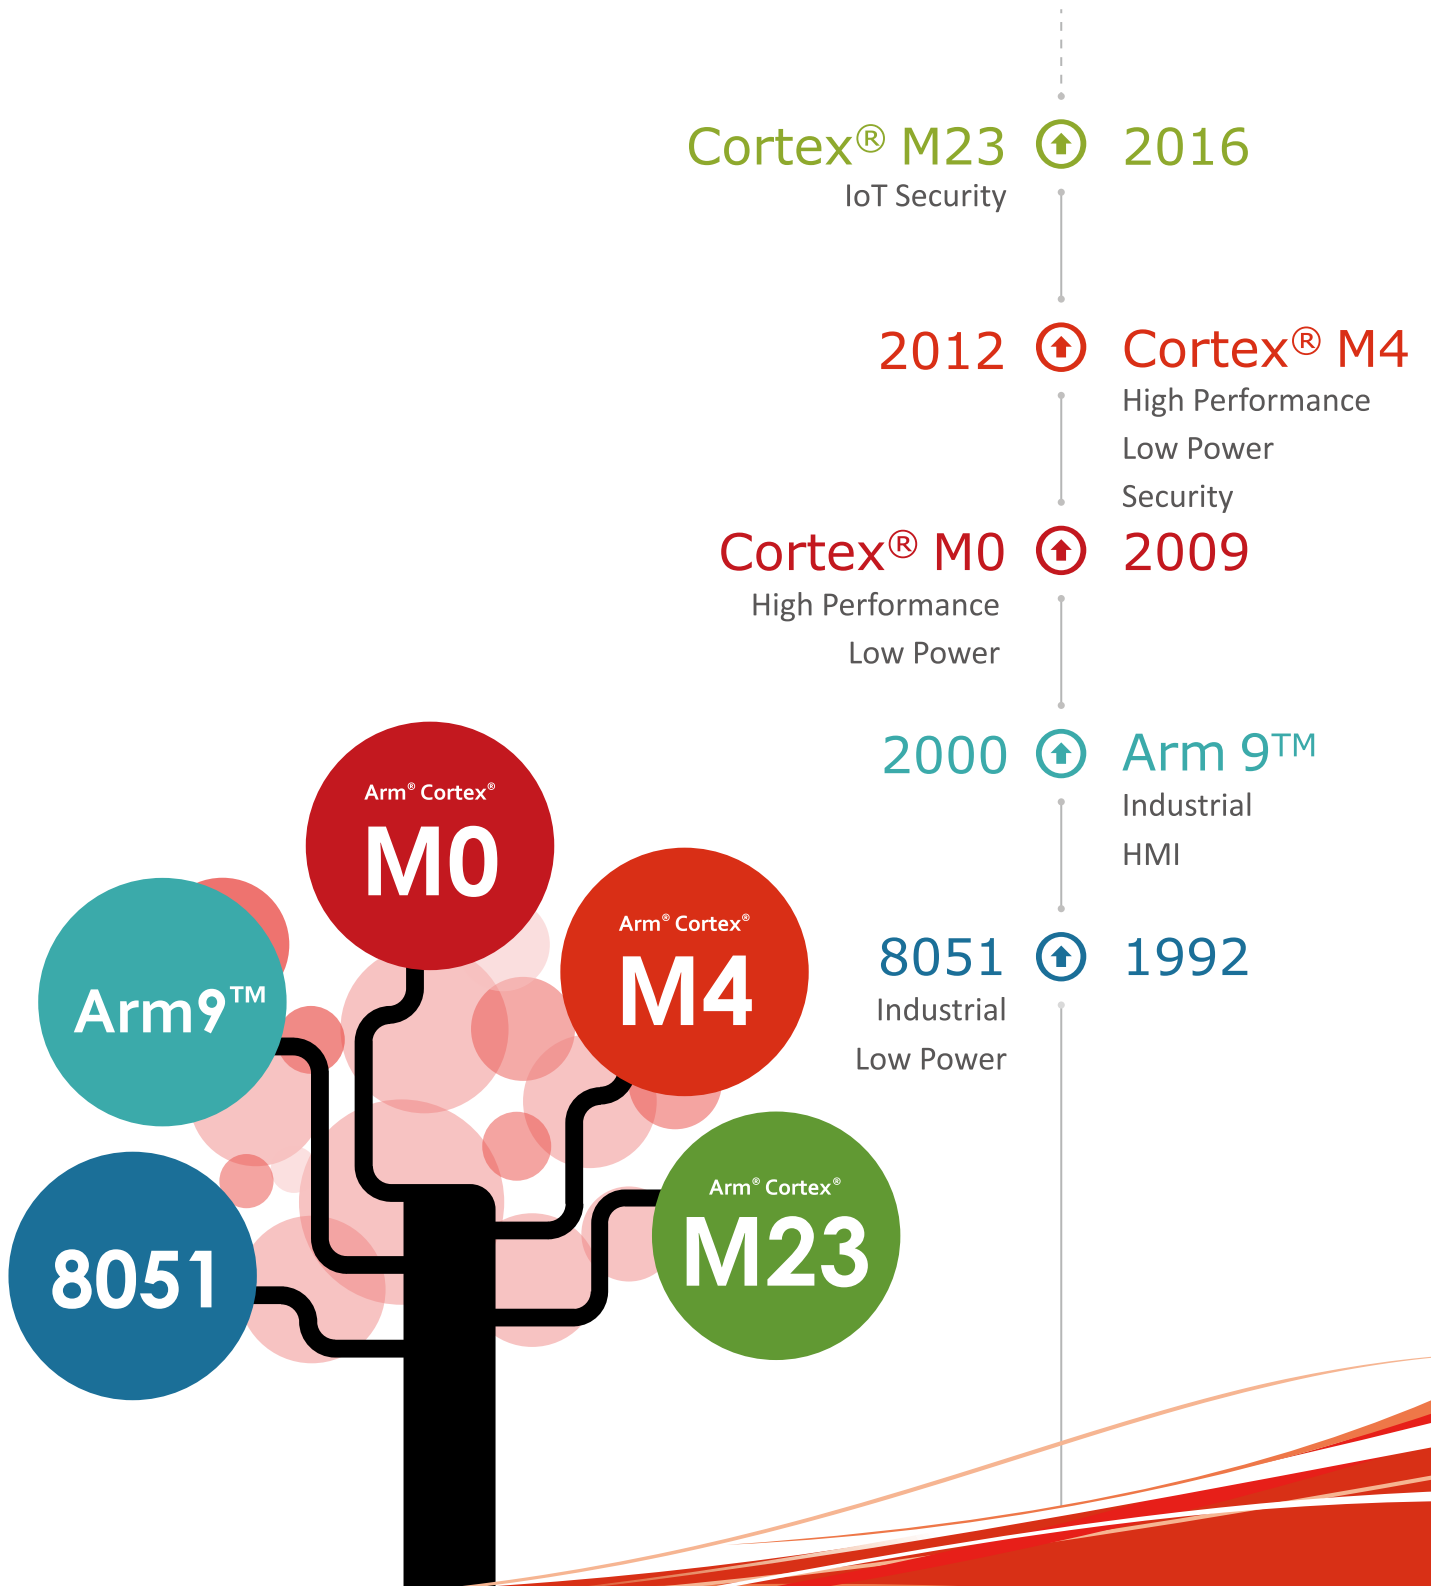 Cortex® M23 2016
IoT Security
2012 Cortex® M4
High Performance
Low Power
Security
Cortex® M0 2009
High Performance
Low Power
2000 Arm 9™
Industrial
HMI
8051 1992
Industrial
Low Power
Arm® Cortex®
M0
Arm® Cortex®
M4
Arm9™
Arm® Cortex®
M23
8051